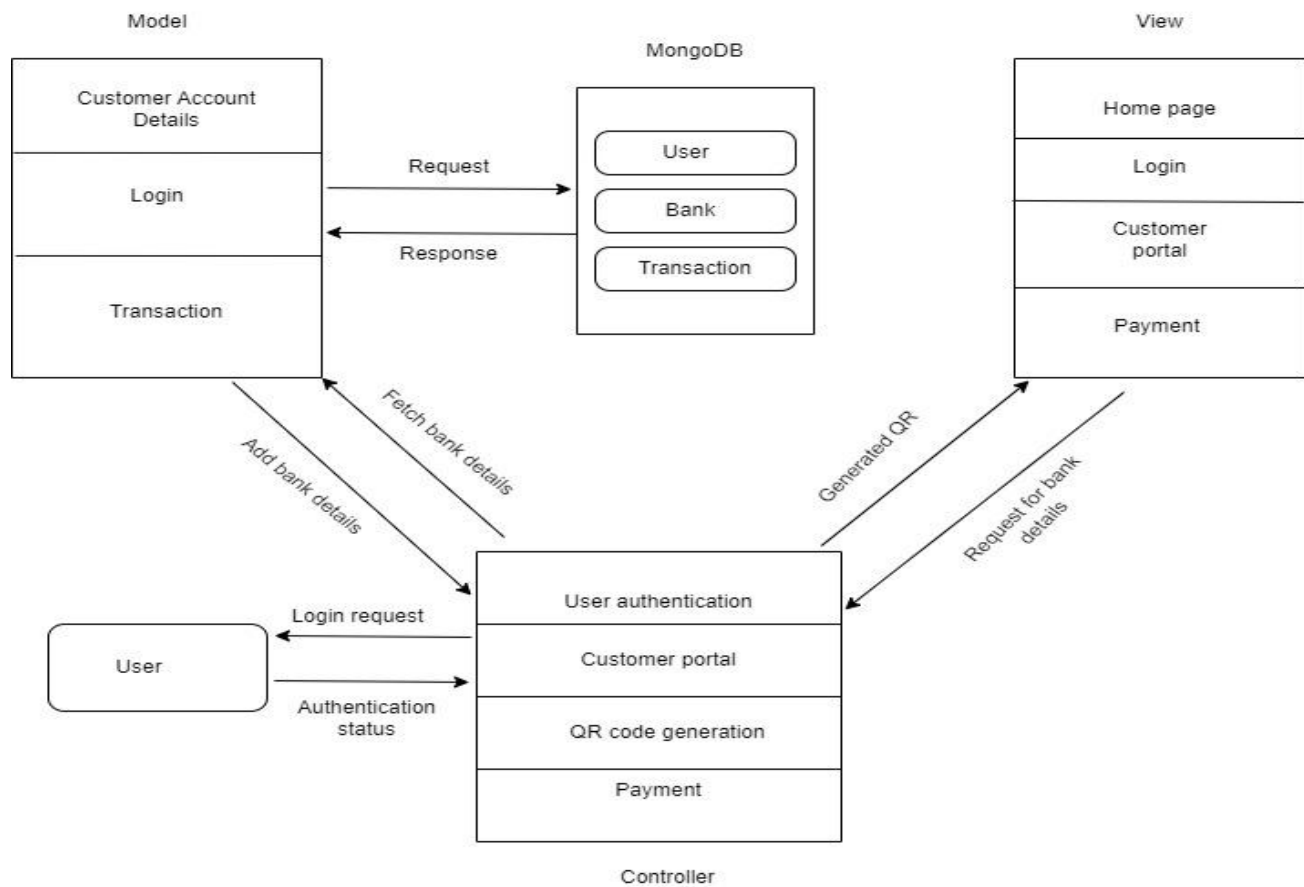 Model
View
MongoDB
Customer Account
Details
Login
Transaction
Request
Response
User
Bank
Transaction
Home page
Login
Customer
portal
Payment
Add bank details
Fetch bank details
Generated QR
Request for bank
details
User
Login request
Authentication
status
User authentication
Customer portal
QR code generation
Payment
Controller